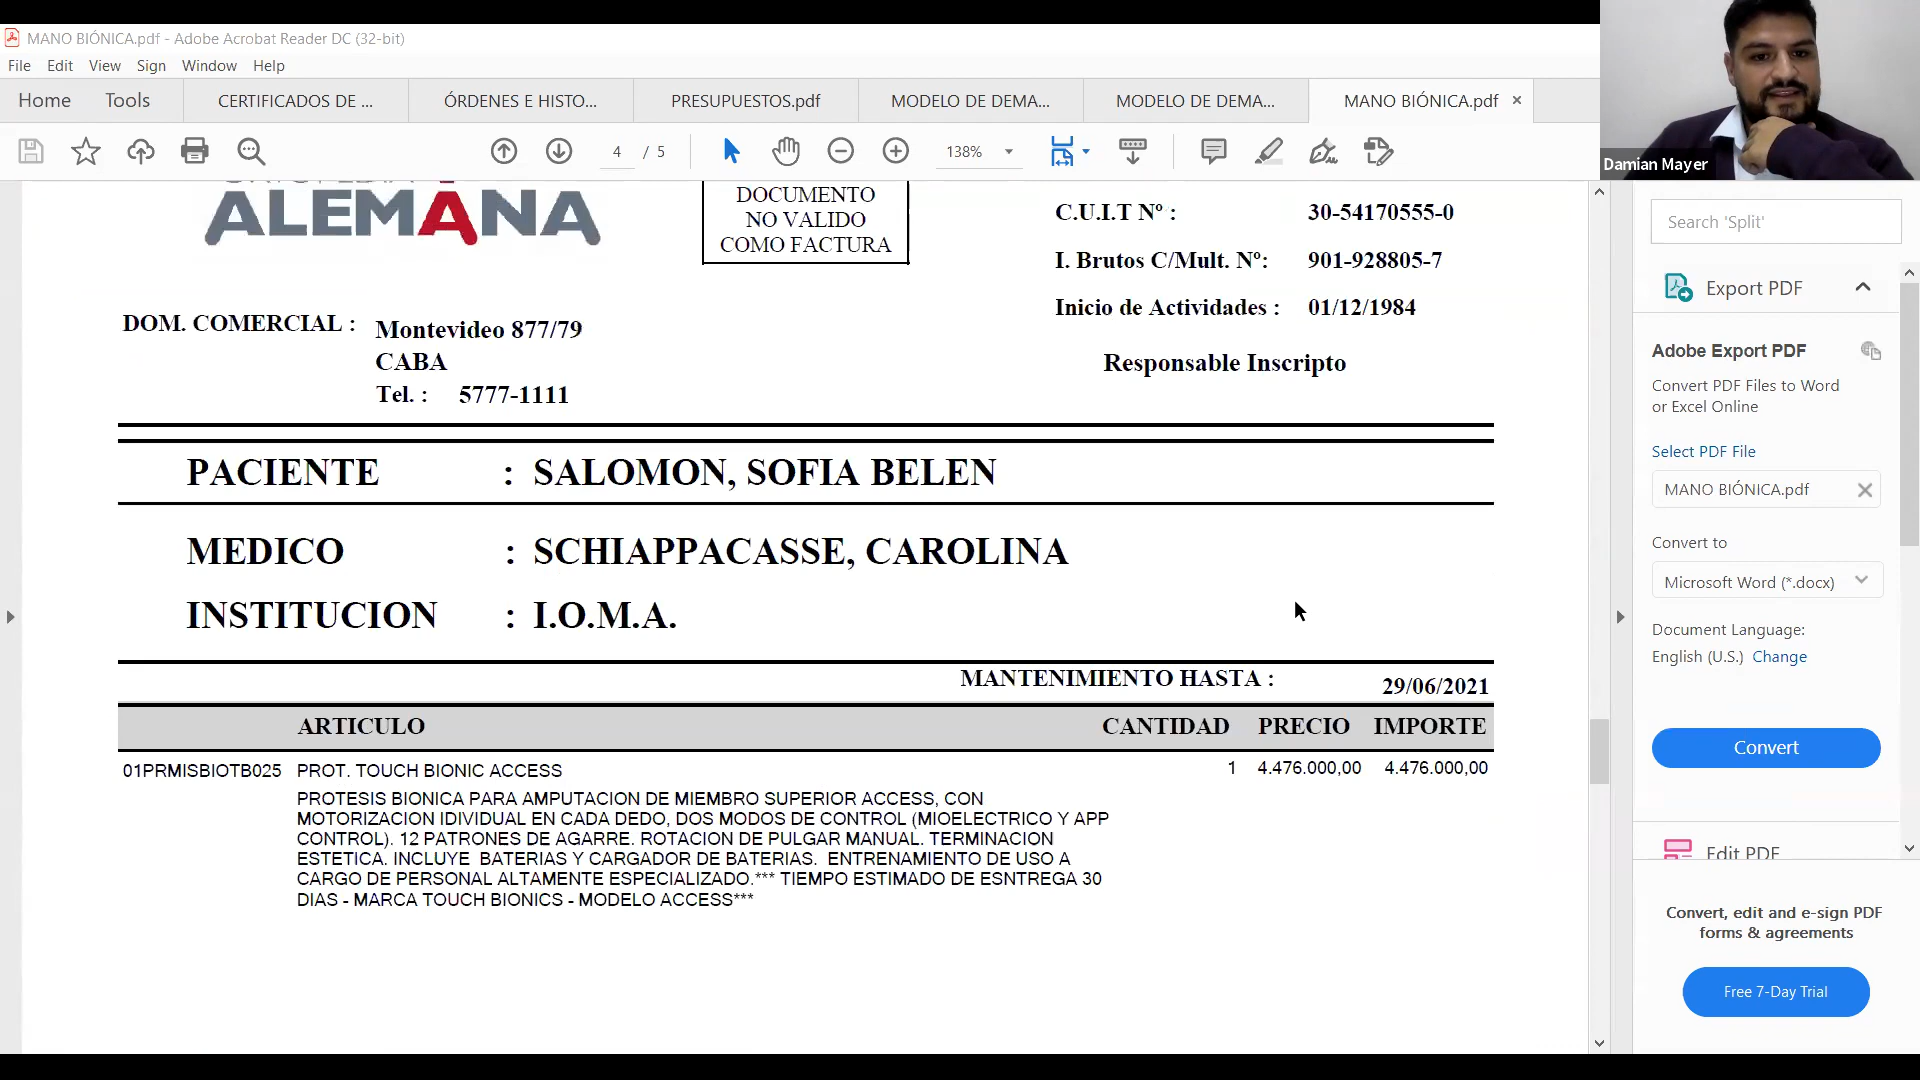 MANO BIÓNICA.pdf - Adobe Acrobat Reader DC (32-bit)
File Edit View Sign Window Help
Home Tools CERTIFICADOS DE ... ÓRDENES E HISTO... PRESUPUESTOS.pdf MODELO DE DEMA... MODELO DE DEMA... MANO BIÓNICA.pdf ×
4 / 5 138%
Damian Mayer
ALEMANA
DOCUMENTO
NO VALIDO
COMO FACTURA
C.U.I.T Nº : 30-54170555-0
I. Brutos C/Mult. Nº: 901-928805-7
Inicio de Actividades : 01/12/1984
Responsable Inscripto
DOM. COMERCIAL : Montevideo 877/79
CABA
Tel. : 5777-1111
PACIENTE : SALOMON, SOFIA BELEN
MEDICO : SCHIAPPACASSE, CAROLINA
INSTITUCION : I.O.M.A.
MANTENIMIENTO HASTA : 29/06/2021
ARTICULO CANTIDAD PRECIO IMPORTE
01PRMISBIOTB025 PROT. TOUCH BIONIC ACCESS 1 4.476.000,00 4.476.000,00
PROTESIS BIONICA PARA AMPUTACION DE MIEMBRO SUPERIOR ACCESS, CON
MOTORIZACION IDIVIDUAL EN CADA DEDO, DOS MODOS DE CONTROL (MIOELECTRICO Y APP
CONTROL). 12 PATRONES DE AGARRE. ROTACION DE PULGAR MANUAL. TERMINACION
ESTETICA. INCLUYE BATERIAS Y CARGADOR DE BATERIAS. ENTRENAMIENTO DE USO A
CARGO DE PERSONAL ALTAMENTE ESPECIALIZADO.*** TIEMPO ESTIMADO DE ESNTREGA 30
DIAS - MARCA TOUCH BIONICS - MODELO ACCESS***
Search 'Split'
Export PDF
Adobe Export PDF
Convert PDF Files to Word
or Excel Online
Select PDF File
MANO BIÓNICA.pdf
Convert to
Microsoft Word (*.docx)
Document Language:
English (U.S.) Change
Convert
Edit PDF
Convert, edit and e-sign PDF
forms & agreements
Free 7-Day Trial